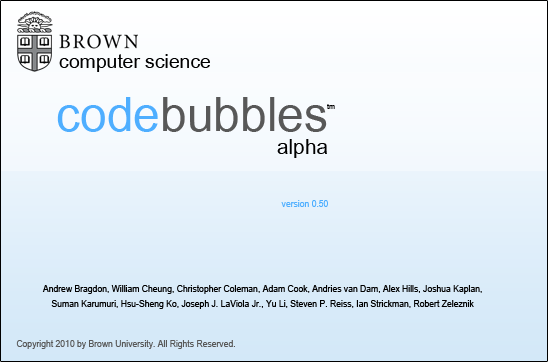 BROWN
computer science
codebubbles™
alpha
version 0.50
Andrew Bragdon, William Cheung, Christopher Coleman, Adam Cook, Andries van Dam, Alex Hills, Joshua Kaplan,
Suman Karumuri, Hsu-Sheng Ko, Joseph J. LaViola Jr., Yu Li, Steven P. Reiss, Ian Strickman, Robert Zeleznik
Copyright 2010 by Brown University. All Rights Reserved.